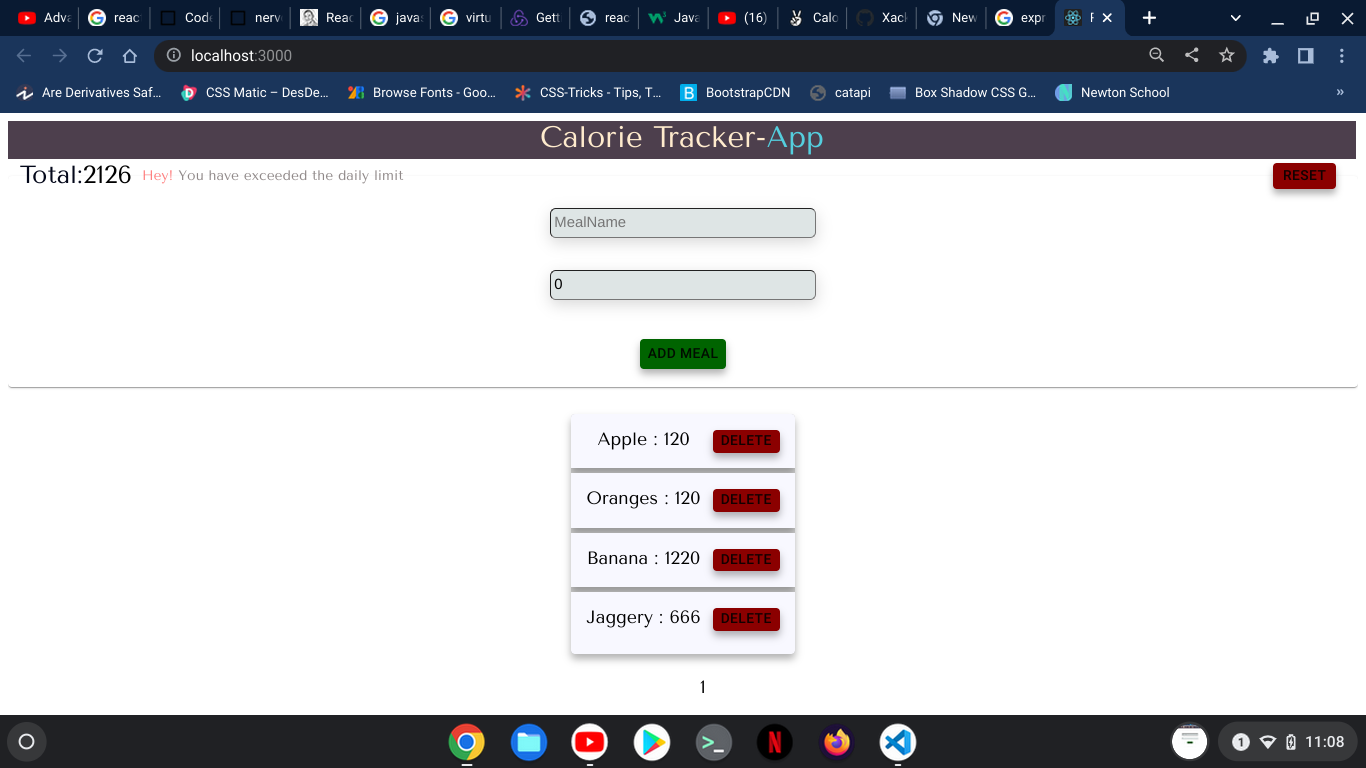 Adva
react
Code
nerv
Reac
javas
virtu
Gett
reac
Java
(16)
Calo
Xacl
New
expr
localhost:3000
Are Derivatives Saf... CSS Matic – DesDe... Browse Fonts - Goo... CSS-Tricks - Tips, T... BootstrapCDN catapi Box Shadow CSS G... Newton School »
Calorie Tracker-App
Total:2126 Hey! You have exceeded the daily limit RESET
MealName
0
ADD MEAL
Apple : 120 DELETE
Oranges : 120 DELETE
Banana : 1220 DELETE
Jaggery : 666 DELETE
1
1 11:08